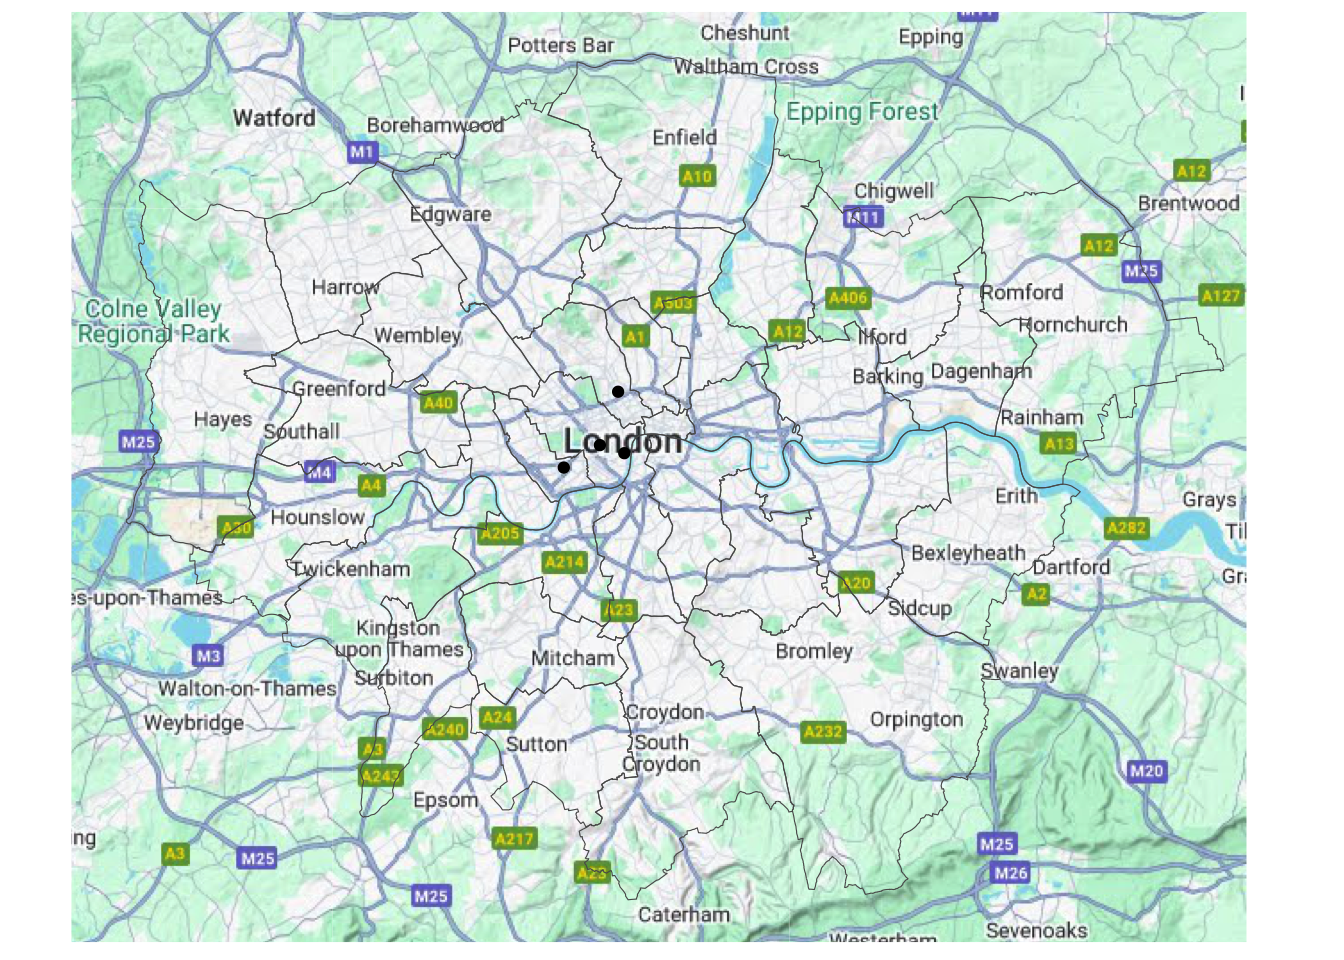 M11
Cheshunt
Epping
Potters Bar
Waltham Cross
Epping Forest
Watford
Borehamwood
Enfield
M1
A10
A12
Chigwell
Brentwood
Edgware
M11
A12
M25
Harrow
Colne Valley
Regional Park
A503
A406
Romford
A127
Hornchurch
Wembley
A1
A12
Ilford
Greenford
A40
Barking
Dagenham
Hayes
Southall
Rainham
M25
London
A13
M4
A4
Erith
Grays
Hounslow
A30
A205
A282
Til
Twickenham
A214
Bexleyheath
Dartford
Gra
es-upon-Thames
A20
A2
A23
Sidcup
Kingston
upon Thames
M3
Mitcham
Bromley
Swanley
Surbiton
Walton-on-Thames
Weybridge
A24
A240
Croydon
Orpington
A232
A3
Sutton
South
Croydon
A243
M20
Epsom
ing
A217
A3
M25
M25
A23
M26
M25
Caterham
Westerham
Sevenoaks